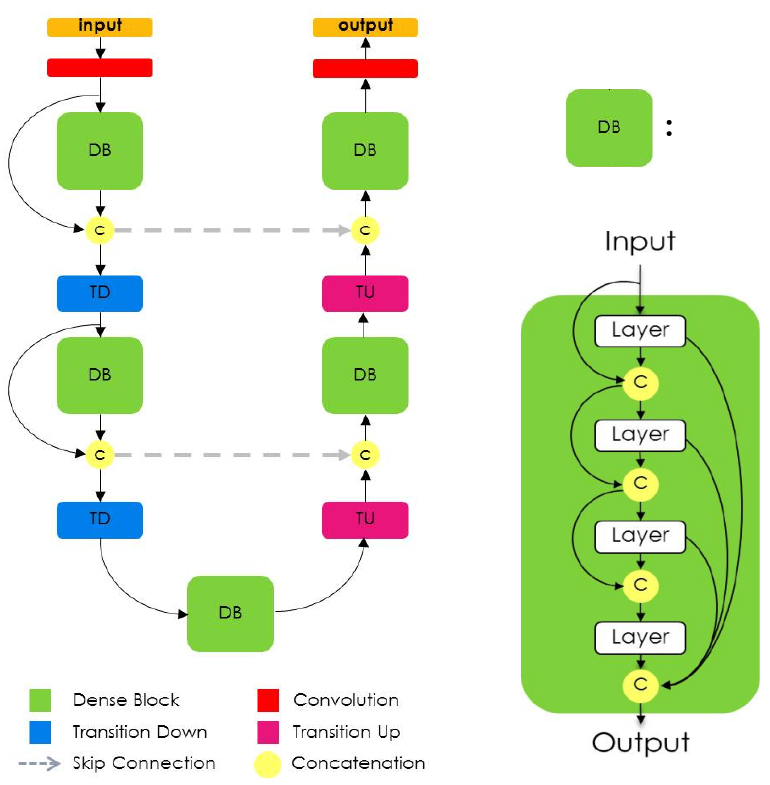 input
output
DB
DB
C
C
TD
TU
DB
DB
C
C
TD
TU
DB
Dense Block
Convolution
Transition Down
Transition Up
Skip Connection
Concatenation
DB :
Input
Layer
C
Layer
C
Layer
C
Layer
C
Output